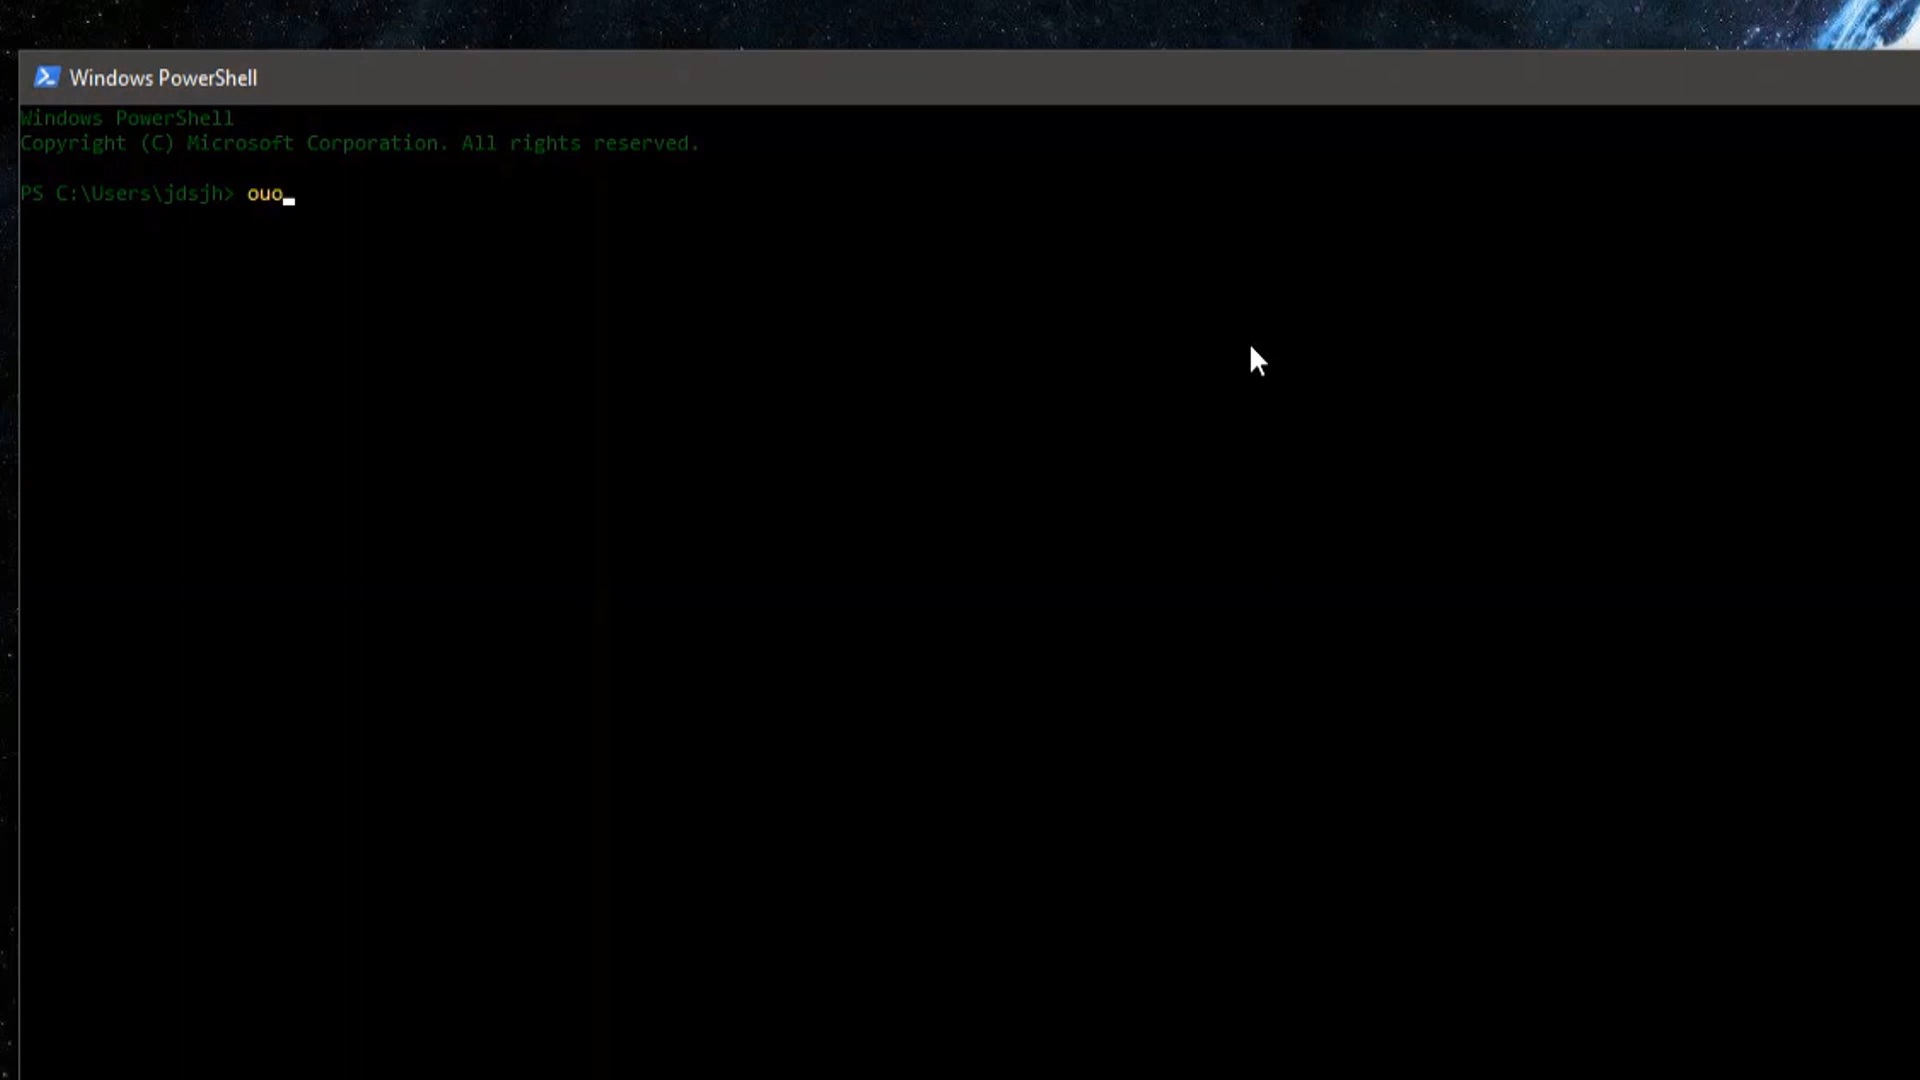 Windows PowerShell
Windows PowerShell
Copyright (C) Microsoft Corporation. All rights reserved.
PS C:\Users\jdsjh> ouo